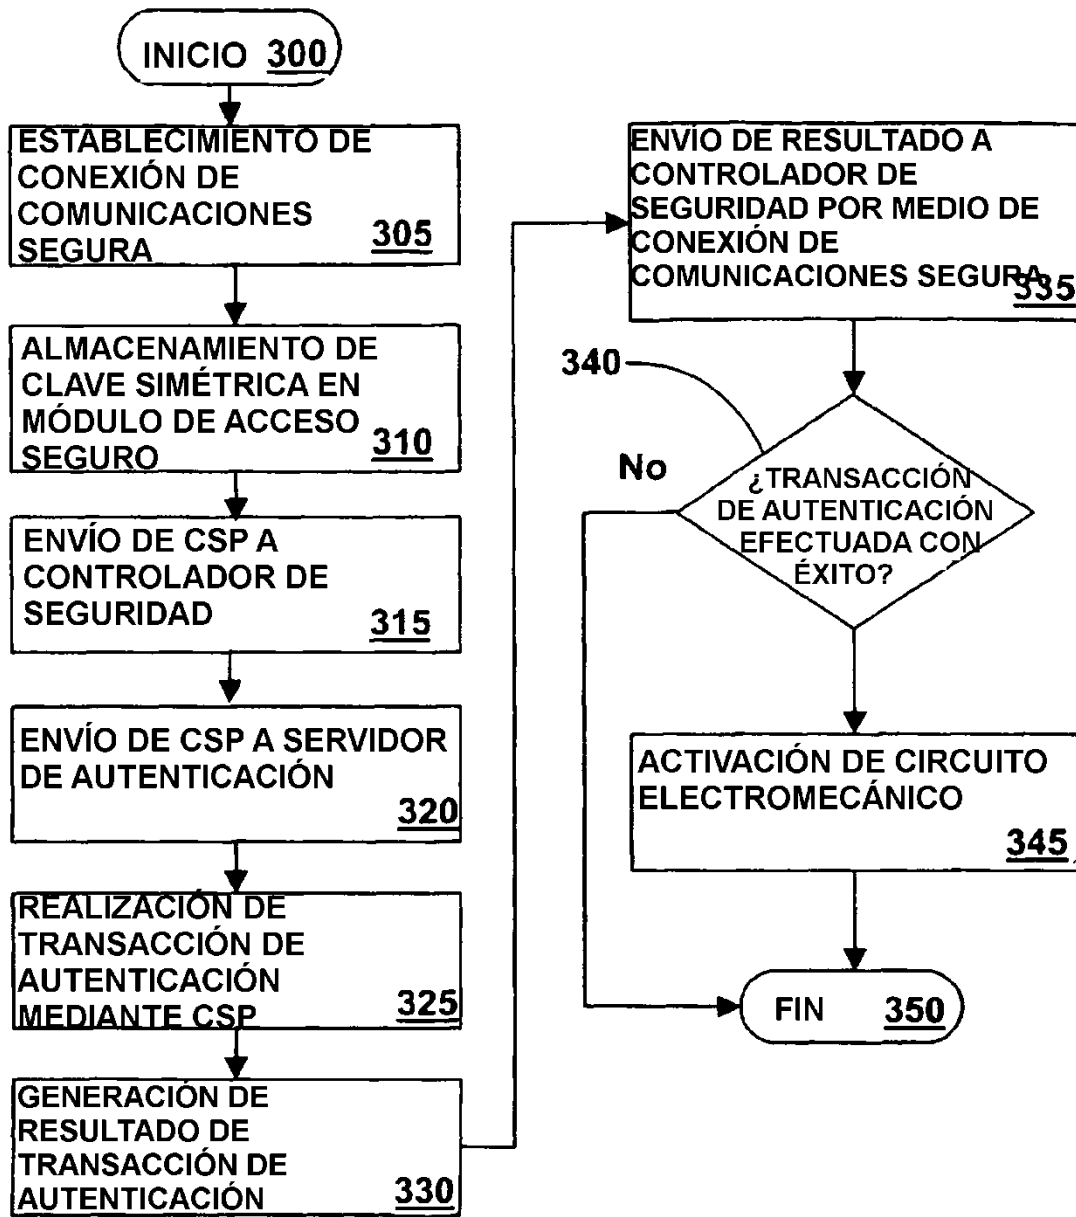 INICIO 300
ESTABLECIMIENTO DE
CONEXIÓN DE
COMUNICACIONES
SEGURA 305
ALMACENAMIENTO DE
CLAVE SIMÉTRICA EN
MÓDULO DE ACCESO
SEGURO 310
ENVÍO DE CSP A
CONTROLADOR DE
SEGURIDAD 315
ENVÍO DE CSP A SERVIDOR
DE AUTENTICACIÓN
320
REALIZACIÓN DE
TRANSACCIÓN DE
AUTENTICACIÓN
MEDIANTE CSP 325
GENERACIÓN DE
RESULTADO DE
TRANSACCIÓN DE
AUTENTICACIÓN 330
ENVÍO DE RESULTADO A
CONTROLADOR DE
SEGURIDAD POR MEDIO DE
CONEXIÓN DE
COMUNICACIONES SEGURA
335
340
No
¿TRANSACCIÓN
DE AUTENTICACIÓN
EFECTUADA CON
ÉXITO?
ACTIVACIÓN DE CIRCUITO
ELECTROMECÁNICO
345
FIN 350